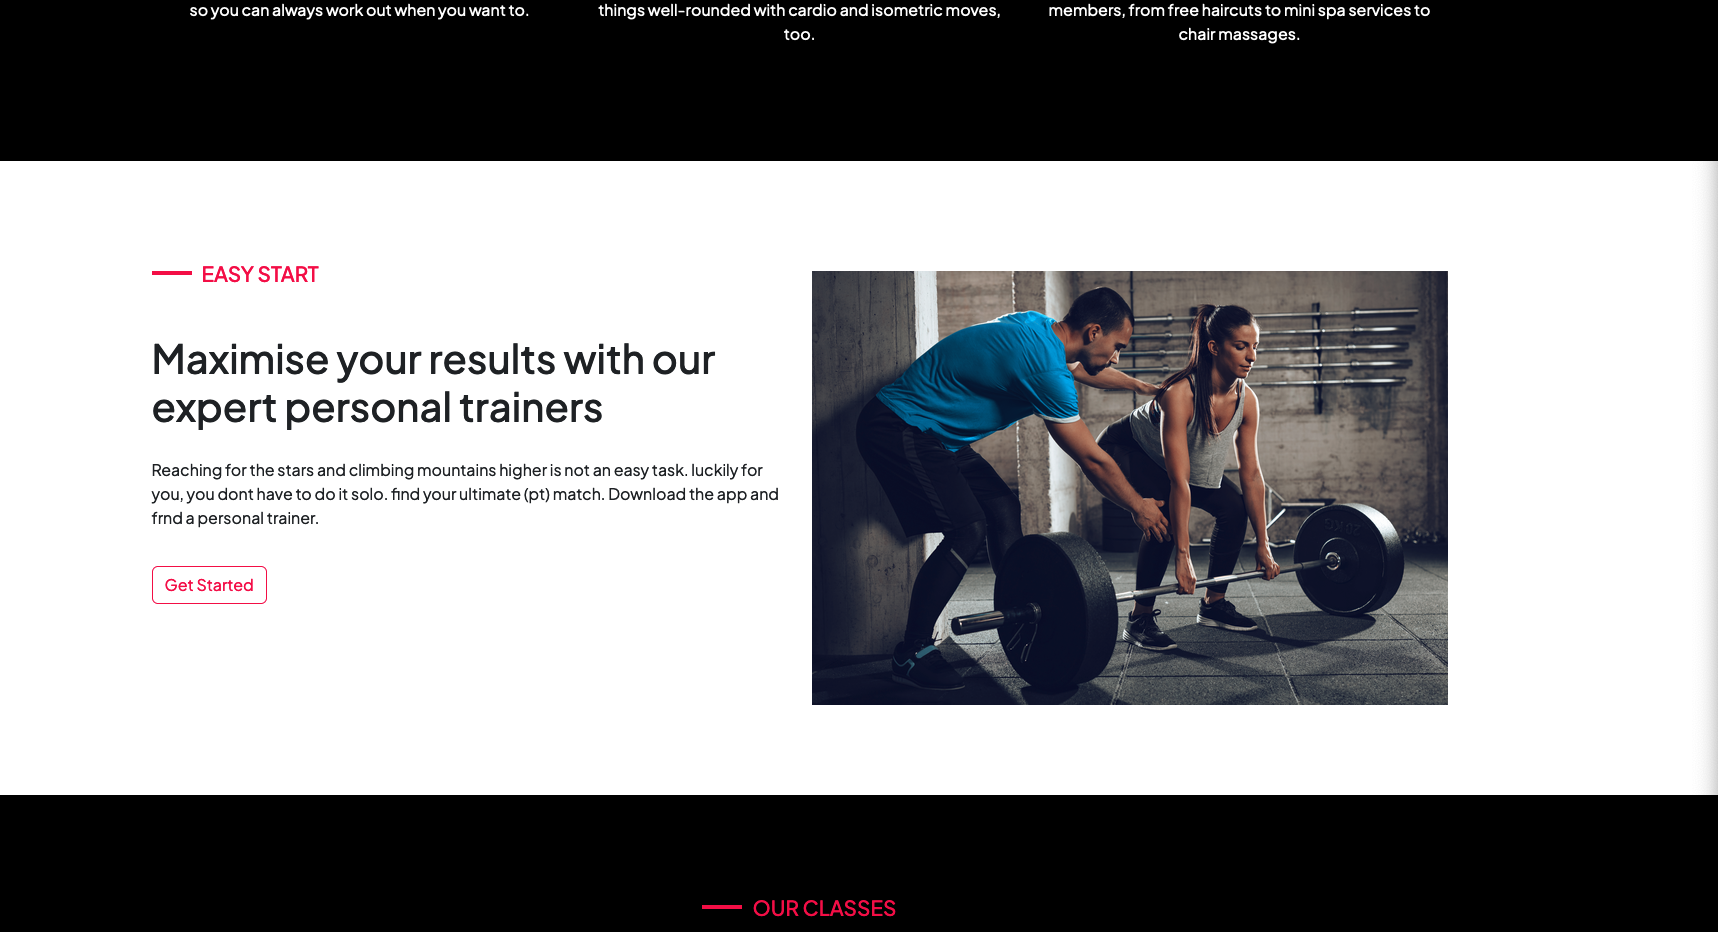 so you can always work out when you want to.
things well-rounded with cardio and isometric moves,
too.
members, from free haircuts to mini spa services to
chair massages.
EASY START
Maximise your results with our
expert personal trainers
Reaching for the stars and climbing mountains higher is not an easy task. luckily for
you, you dont have to do it solo. find your ultimate (pt) match. Download the app and
frnd a personal trainer.
Get Started
OUR CLASSES